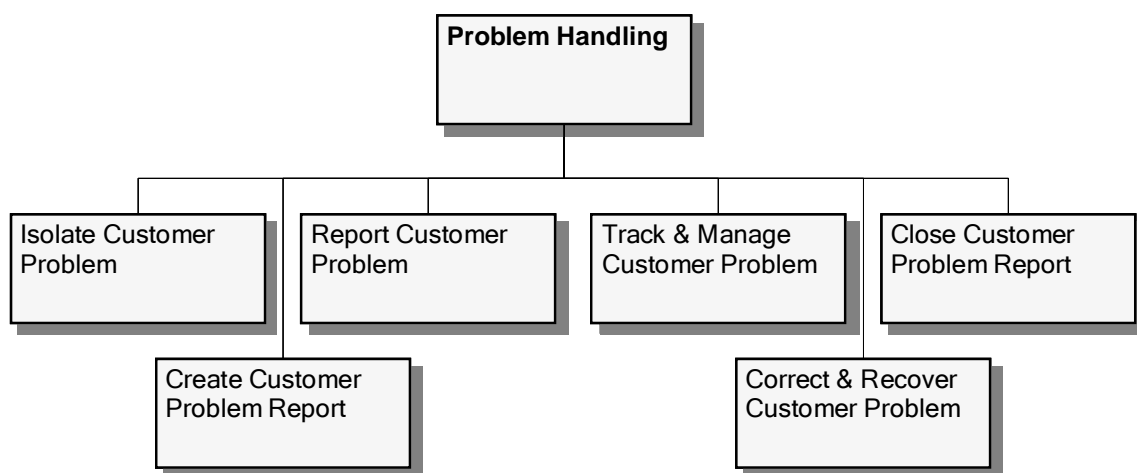 Problem Handling
Isolate Customer
Problem
Report Customer
Problem
Track & Manage
Customer Problem
Close Customer
Problem Report
Create Customer
Problem Report
Correct & Recover
Customer Problem